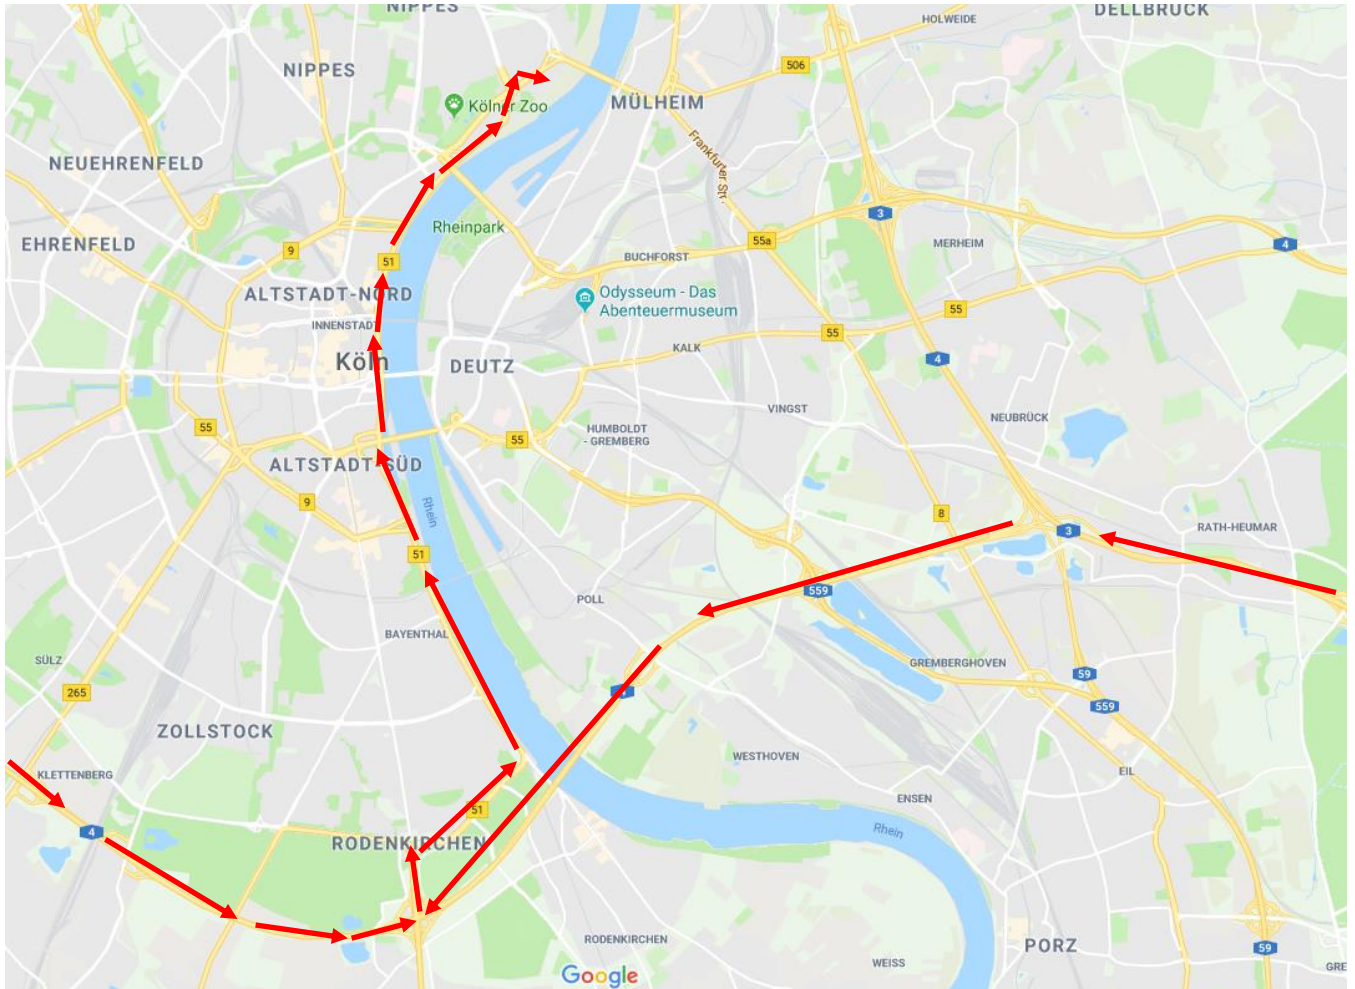 NIPPES
DELLBRÜCK
HOLWEIDE
NIPPES
506
Kölner Zoo
MÜLHEIM
NEUEHRENFELD
Frankfurter Str.
3
Rheinpark
EHRENFELD
9
55a
MERHEIM
4
51
BUCHFORST
ALTSTADT-NORD
Odysseum - Das
Abenteuermuseum
INNENSTADT
55
55
KALK
Köln
DEUTZ
4
VINGST
NEUBRÜCK
55
HUMBOLDT
- GREMBERG
55
ALTSTADT-SÜD
9
Rhein
8
3
RATH-HEUMAR
51
559
POLL
BAYENTHAL
SÜLZ
GREMBERGHOVEN
265
59
559
ZOLLSTOCK
WESTHOVEN
KLETTENBERG
EIL
51
ENSEN
4
Rhein
RODENKIRCHEN
RODENKIRCHEN
PORZ
59
WEISS
GRE
Google